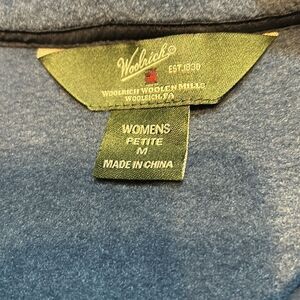 Woolrich®
EST. 1830
WOOLRICH WOOLEN MILLS
WOOLRICH, PA
WOMENS
PETITE
M
MADE IN CHINA